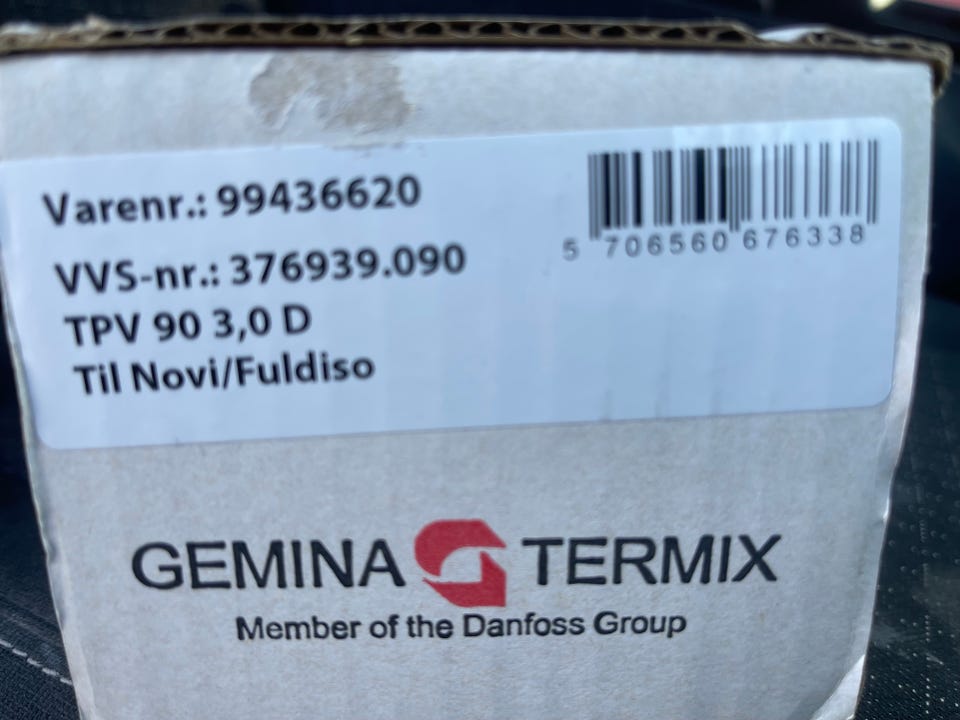 Varenr.: 99436620
VVS-nr.: 376939.090
TPV 90 3,0 D
Til Novi/Fuldiso
5 706560 676338
GEMINA TERMIX
Member of the Danfoss Group